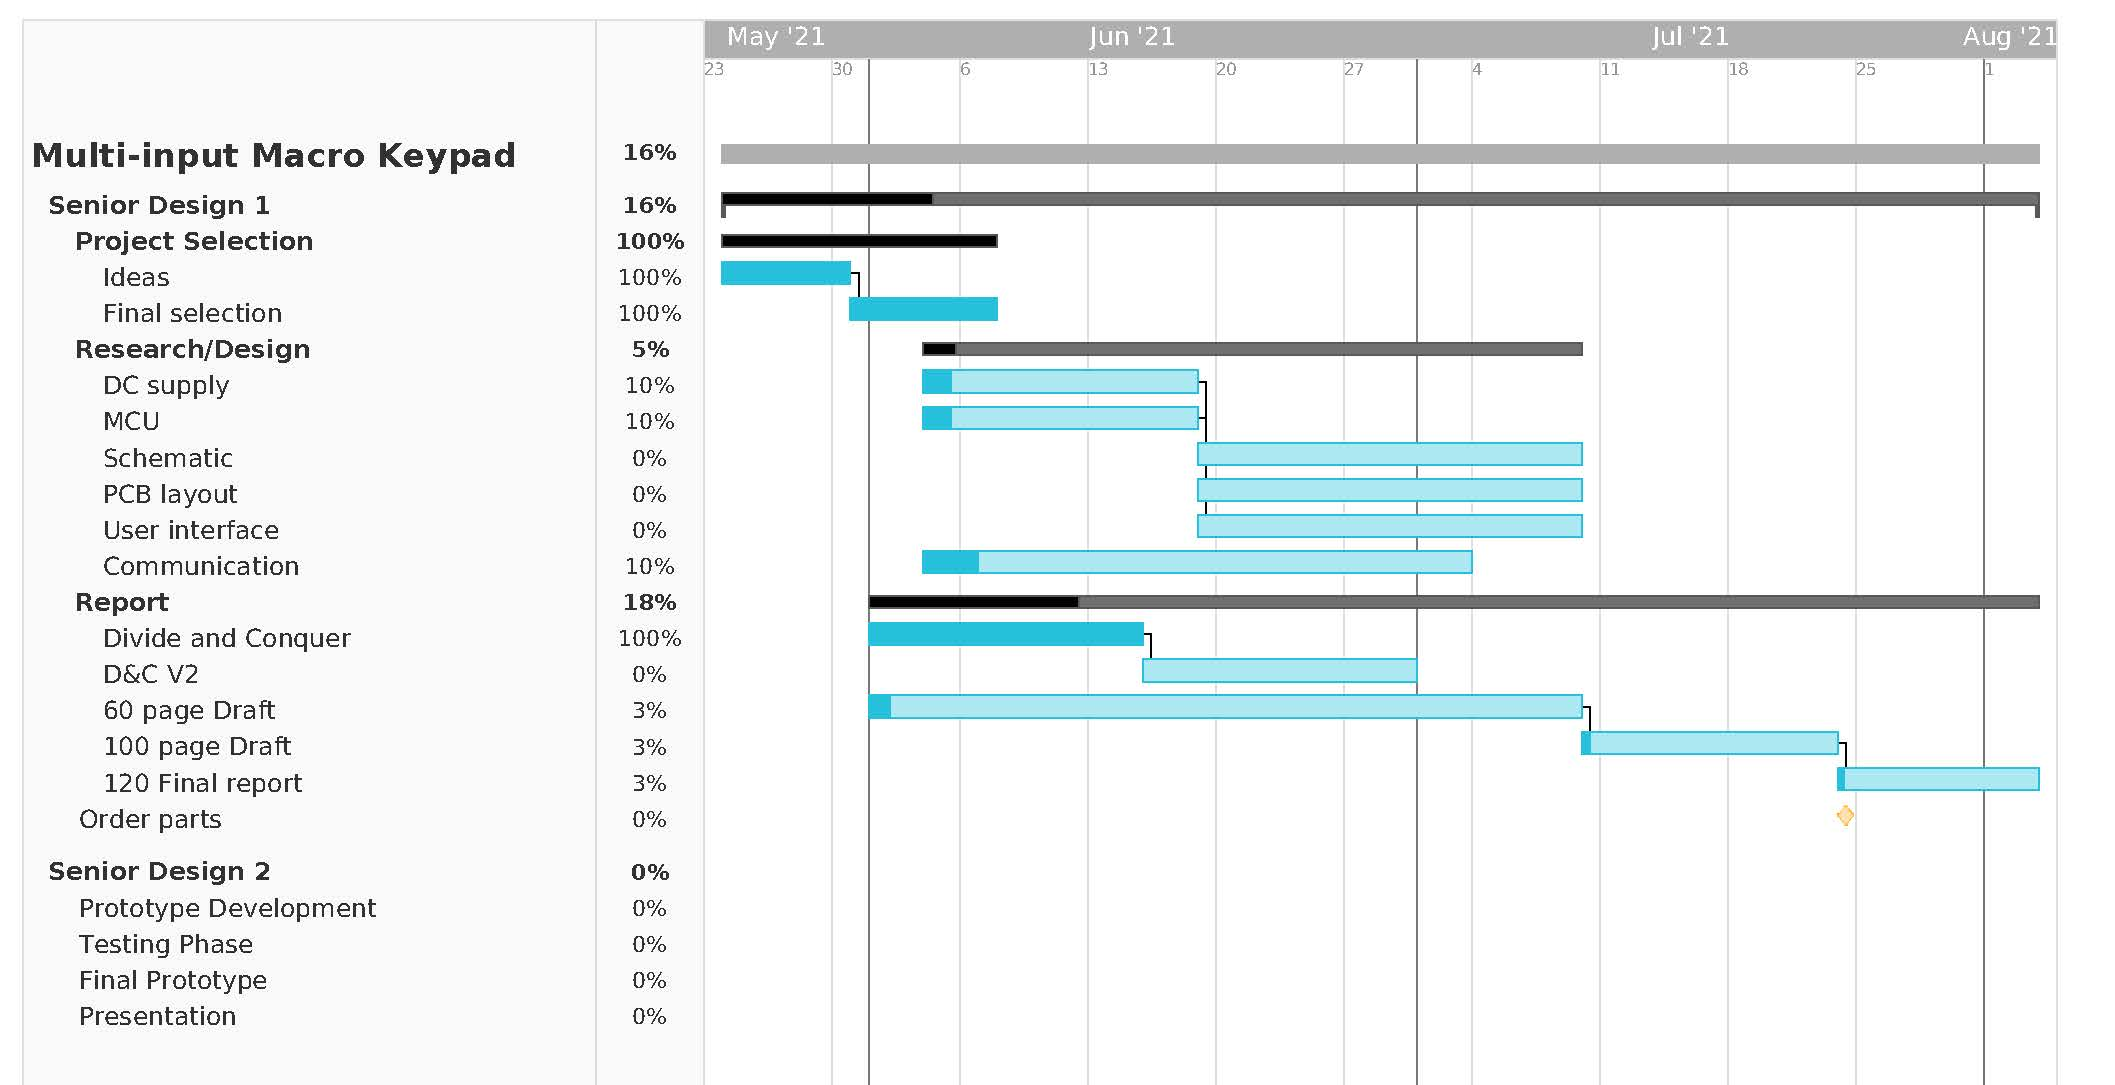 May '21 Jun '21 Jul '21 Aug '21
23 30 6 13 20 27 4 11 18 25 1
Multi-input Macro Keypad 16%
Senior Design 1 16%
Project Selection 100%
Ideas 100%
Final selection 100%
Research/Design 5%
DC supply 10%
MCU 10%
Schematic 0%
PCB layout 0%
User interface 0%
Communication 10%
Report 18%
Divide and Conquer 100%
D&C V2 0%
60 page Draft 3%
100 page Draft 3%
120 Final report 3%
Order parts 0%
Senior Design 2 0%
Prototype Development 0%
Testing Phase 0%
Final Prototype 0%
Presentation 0%